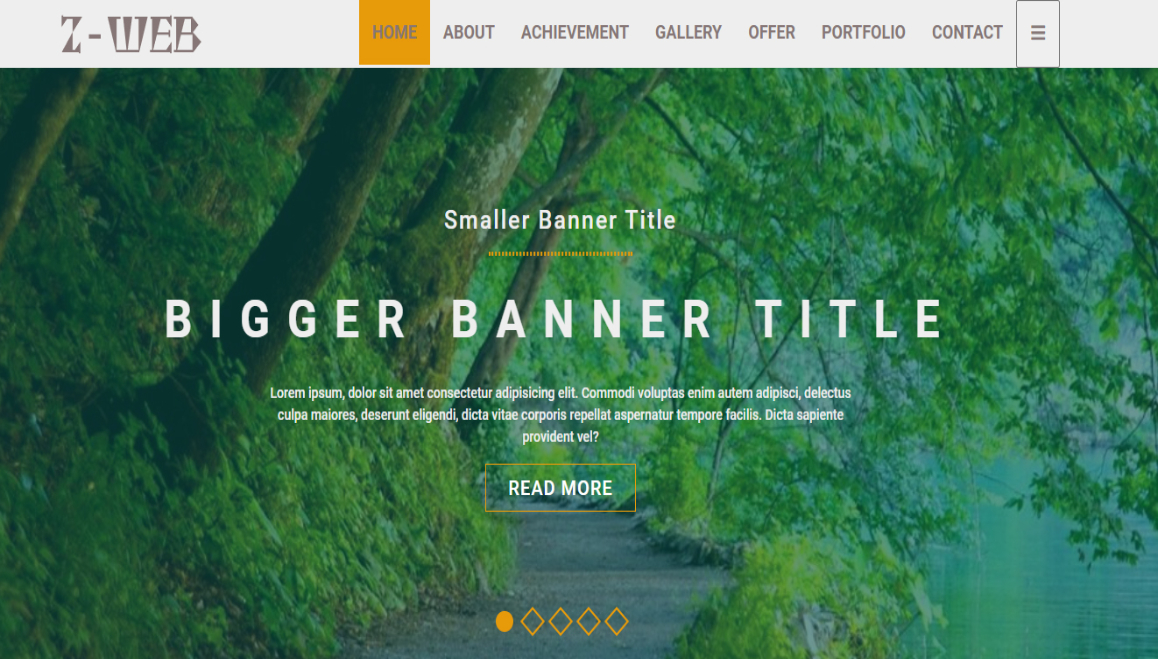 Z-WEB
HOME ABOUT ACHIEVEMENT GALLERY OFFER PORTFOLIO CONTACT
Smaller Banner Title
BIGGER BANNER TITLE
Lorem ipsum, dolor sit amet consectetur adipisicing elit. Commodi voluptas enim autem adipisci, delectus
culpa maiores, deserunt eligendi, dicta vitae corporis repellat aspernatur tempore facilis. Dicta sapiente
provident vel?
READ MORE